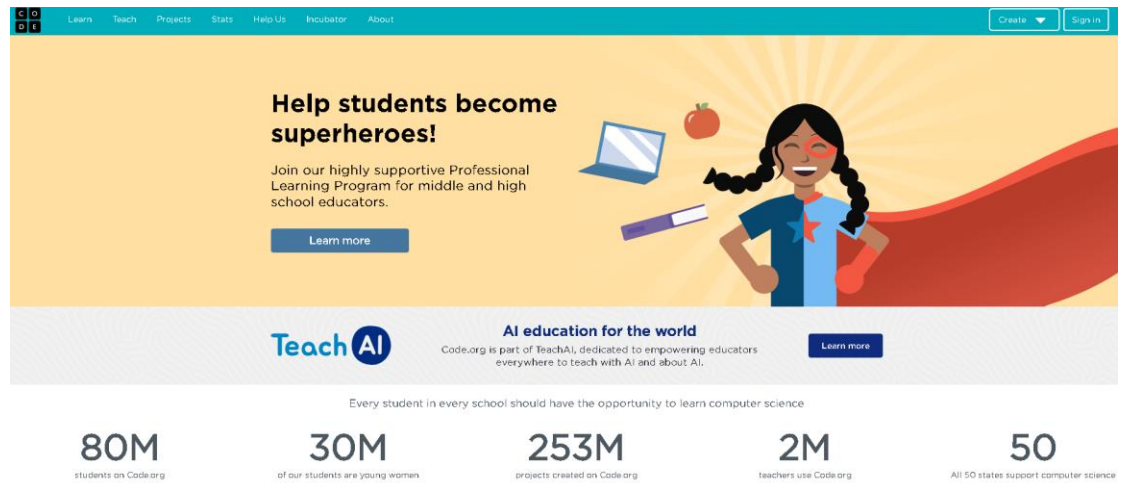 C O
D E
Learn Teach Projects Stats Help Us Incubator About
Create
Sign in
Help students become
superheroes!
Join our highly supportive Professional
Learning Program for middle and high
school educators.
Learn more
Teach AI
AI education for the world
Code.org is part of TeachAI, dedicated to empowering educators
everywhere to teach with AI and about AI.
Learn more
Every student in every school should have the opportunity to learn computer science
80M
students on Code.org
30M
of our students are young women
253M
projects created on Code.org
2M
teachers use Code.org
50
All 50 states support computer science